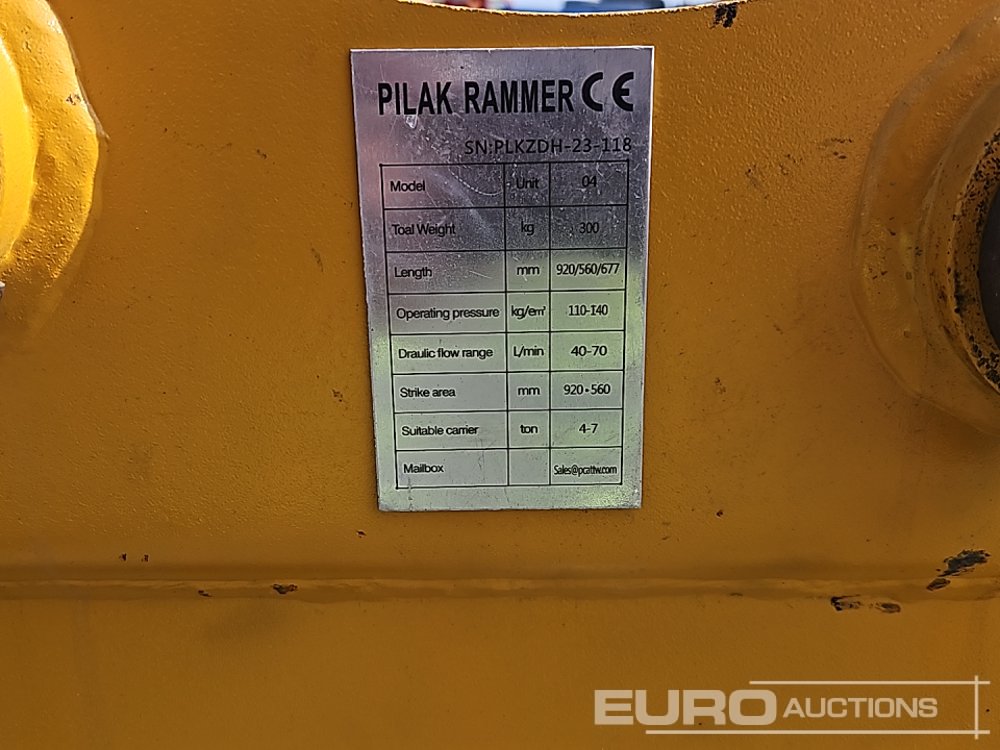 PILAK RAMMER CE
SN:PLKZDH-23-118
Model Unit 04
Toal Weight kg 300
Length mm 920/560/677
Operating pressure kg/cm² 110-140
Draulic flow range L/min 40-70
Strike area mm 920*560
Suitable carrier ton 4-7
Mailbox Sales@pcattw.com
EURO AUCTIONS